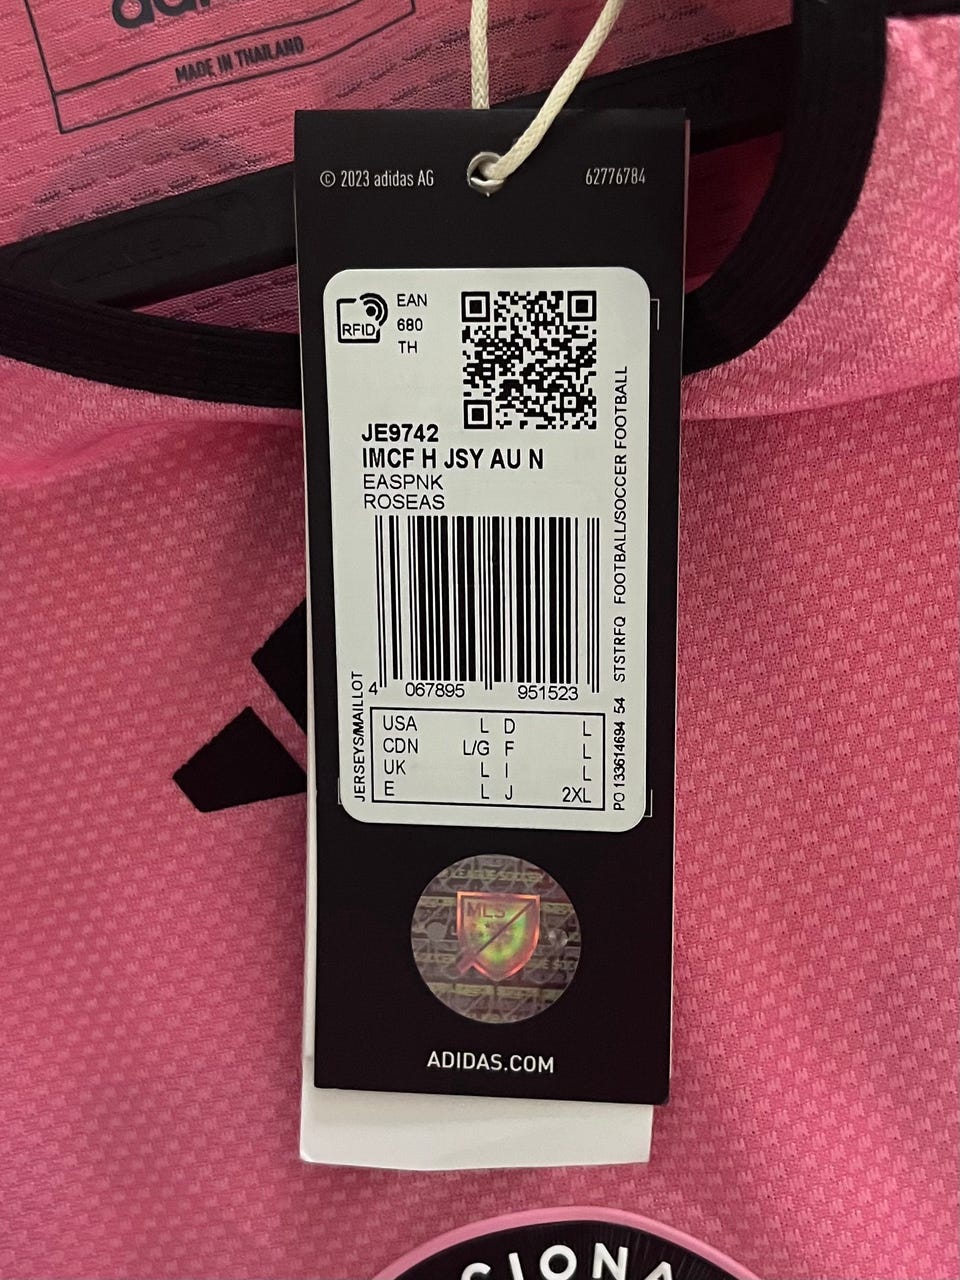 MADE IN THAILAND
© 2023 adidas AG
62776784
RFID
EAN
680
TH
JE9742
IMCF H JSY AU N
EASPNK
ROSEAS
4 067895 951523
JERSEYS/MAILLOT
PO 133614694 54 STSTRFQ FOOTBALL/SOCCER FOOTBALL
USA L D L
CDN L/G F L
UK L I L
E L J 2XL
MLS
ADIDAS.COM